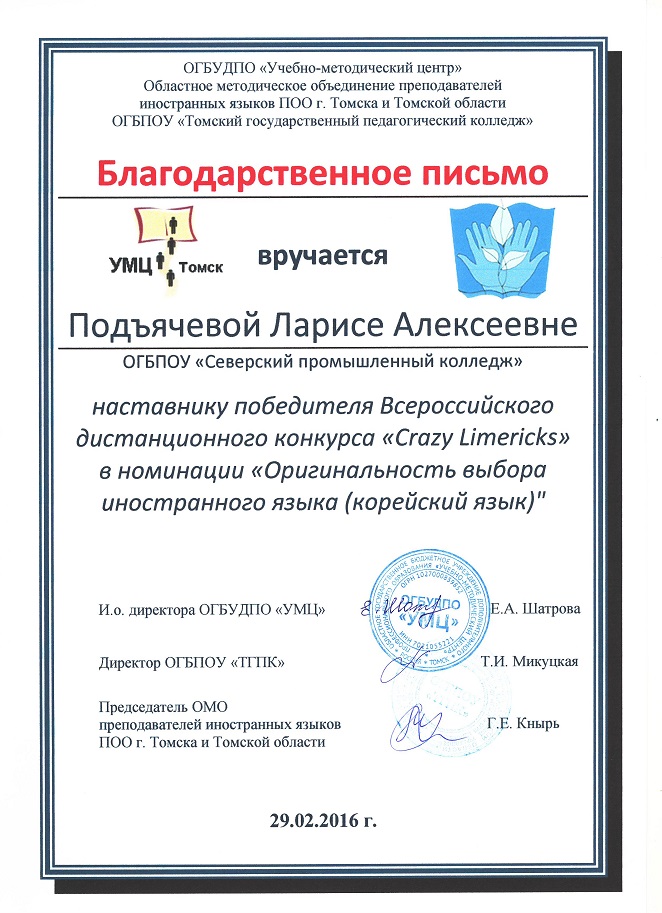 ОГБУДПО «Учебно-методический центр»
Областное методическое объединение преподавателей
иностранных языков ПОО г. Томска и Томской области
ОГБПОУ «Томский государственный педагогический колледж»
Благодарственное письмо
УМЦ Томск
вручается
Подъячевой Ларисе Алексеевне
ОГБПОУ «Северский промышленный колледж»
наставнику победителя Всероссийского
дистанционного конкурса «Crazy Limericks»
в номинации «Оригинальность выбора
иностранного языка (корейский язык)"
И.о. директора ОГБУДПО «УМЦ» Е.А. Шатрова
ОГБУДПО
«УМЦ»
Директор ОГБПОУ «ТГПК» Т.И. Микуцкая
Председатель ОМО
преподавателей иностранных языков Г.Е. Кнырь
ПОО г. Томска и Томской области
29.02.2016 г.